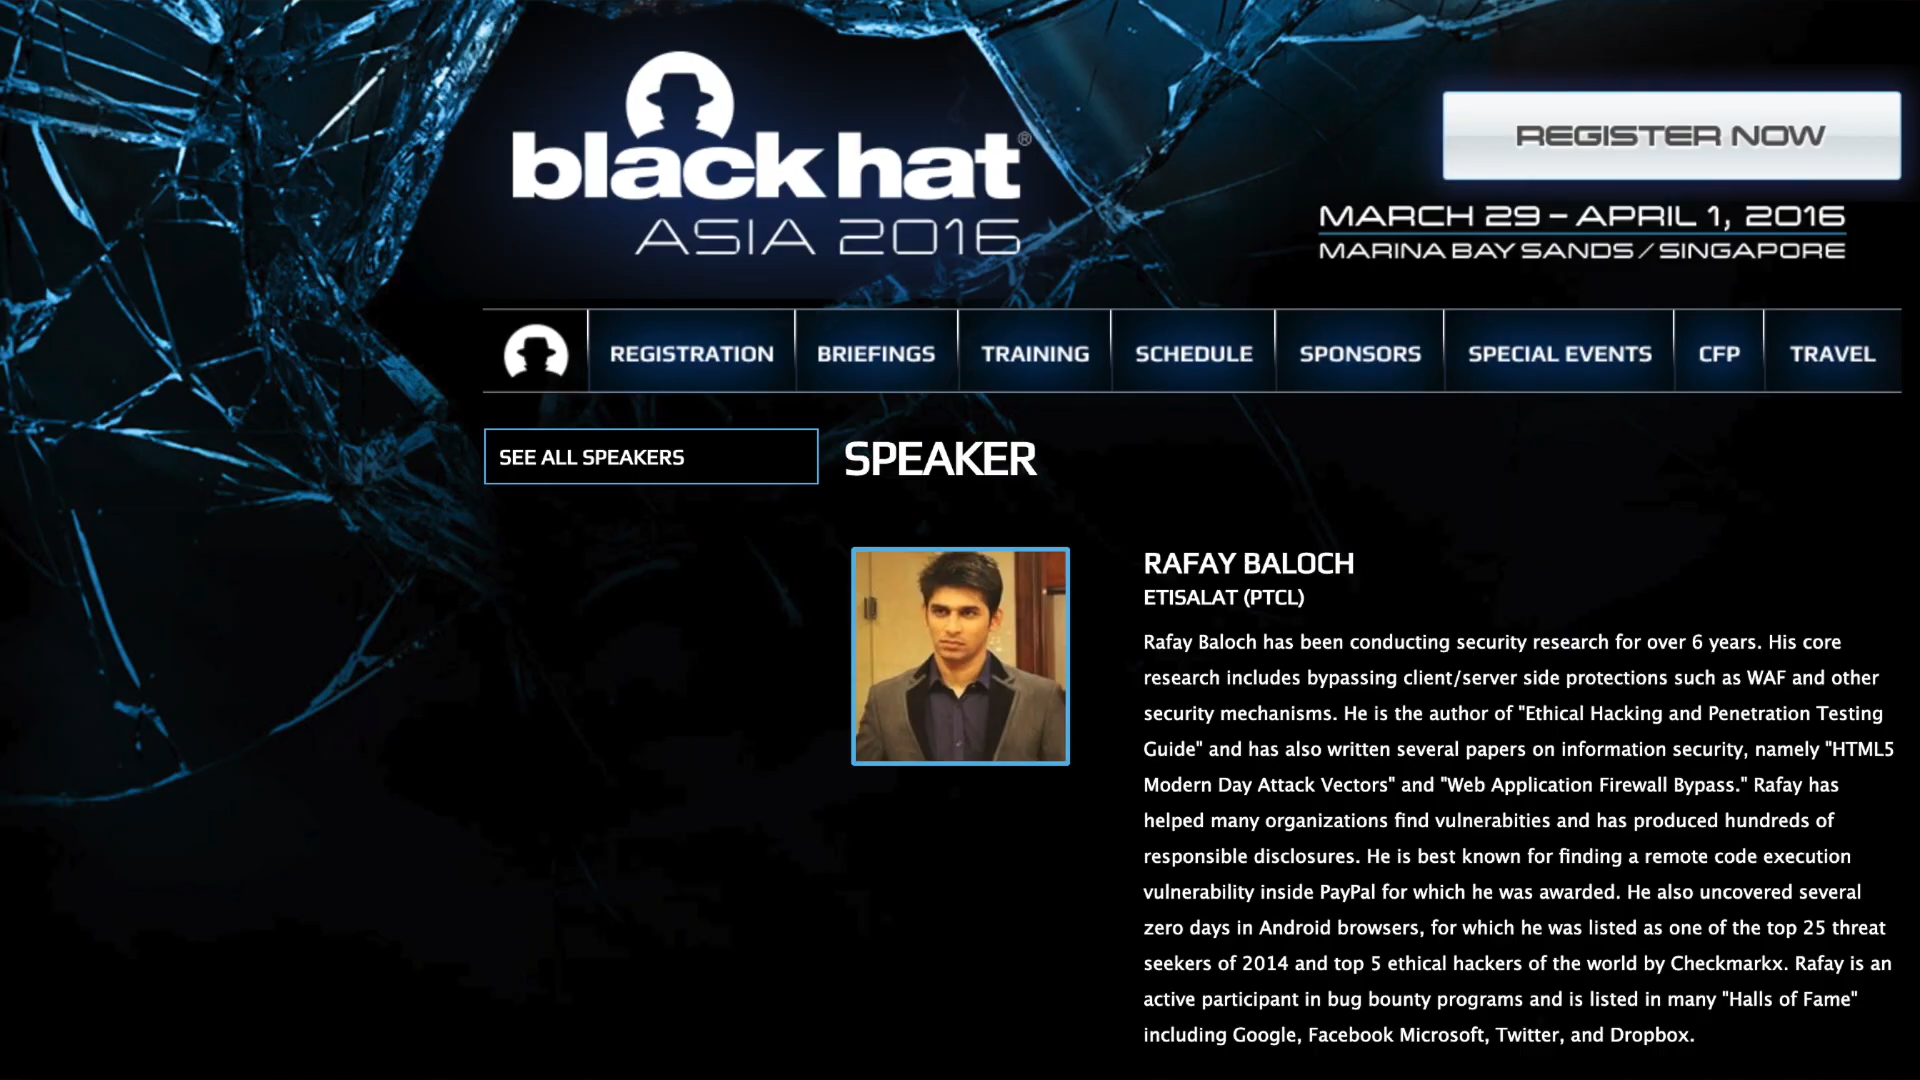 black hat®
ASIA 2016
REGISTER NOW
MARCH 29 – APRIL 1, 2016
MARINA BAY SANDS / SINGAPORE
REGISTRATION
BRIEFINGS
TRAINING
SCHEDULE
SPONSORS
SPECIAL EVENTS
CFP
TRAVEL
SEE ALL SPEAKERS
SPEAKER
RAFAY BALOCH
ETISALAT (PTCL)
Rafay Baloch has been conducting security research for over 6 years. His core
research includes bypassing client/server side protections such as WAF and other
security mechanisms. He is the author of "Ethical Hacking and Penetration Testing
Guide" and has also written several papers on information security, namely "HTML5
Modern Day Attack Vectors" and "Web Application Firewall Bypass." Rafay has
helped many organizations find vulnerabities and has produced hundreds of
responsible disclosures. He is best known for finding a remote code execution
vulnerability inside PayPal for which he was awarded. He also uncovered several
zero days in Android browsers, for which he was listed as one of the top 25 threat
seekers of 2014 and top 5 ethical hackers of the world by Checkmarkx. Rafay is an
active participant in bug bounty programs and is listed in many "Halls of Fame"
including Google, Facebook Microsoft, Twitter, and Dropbox.